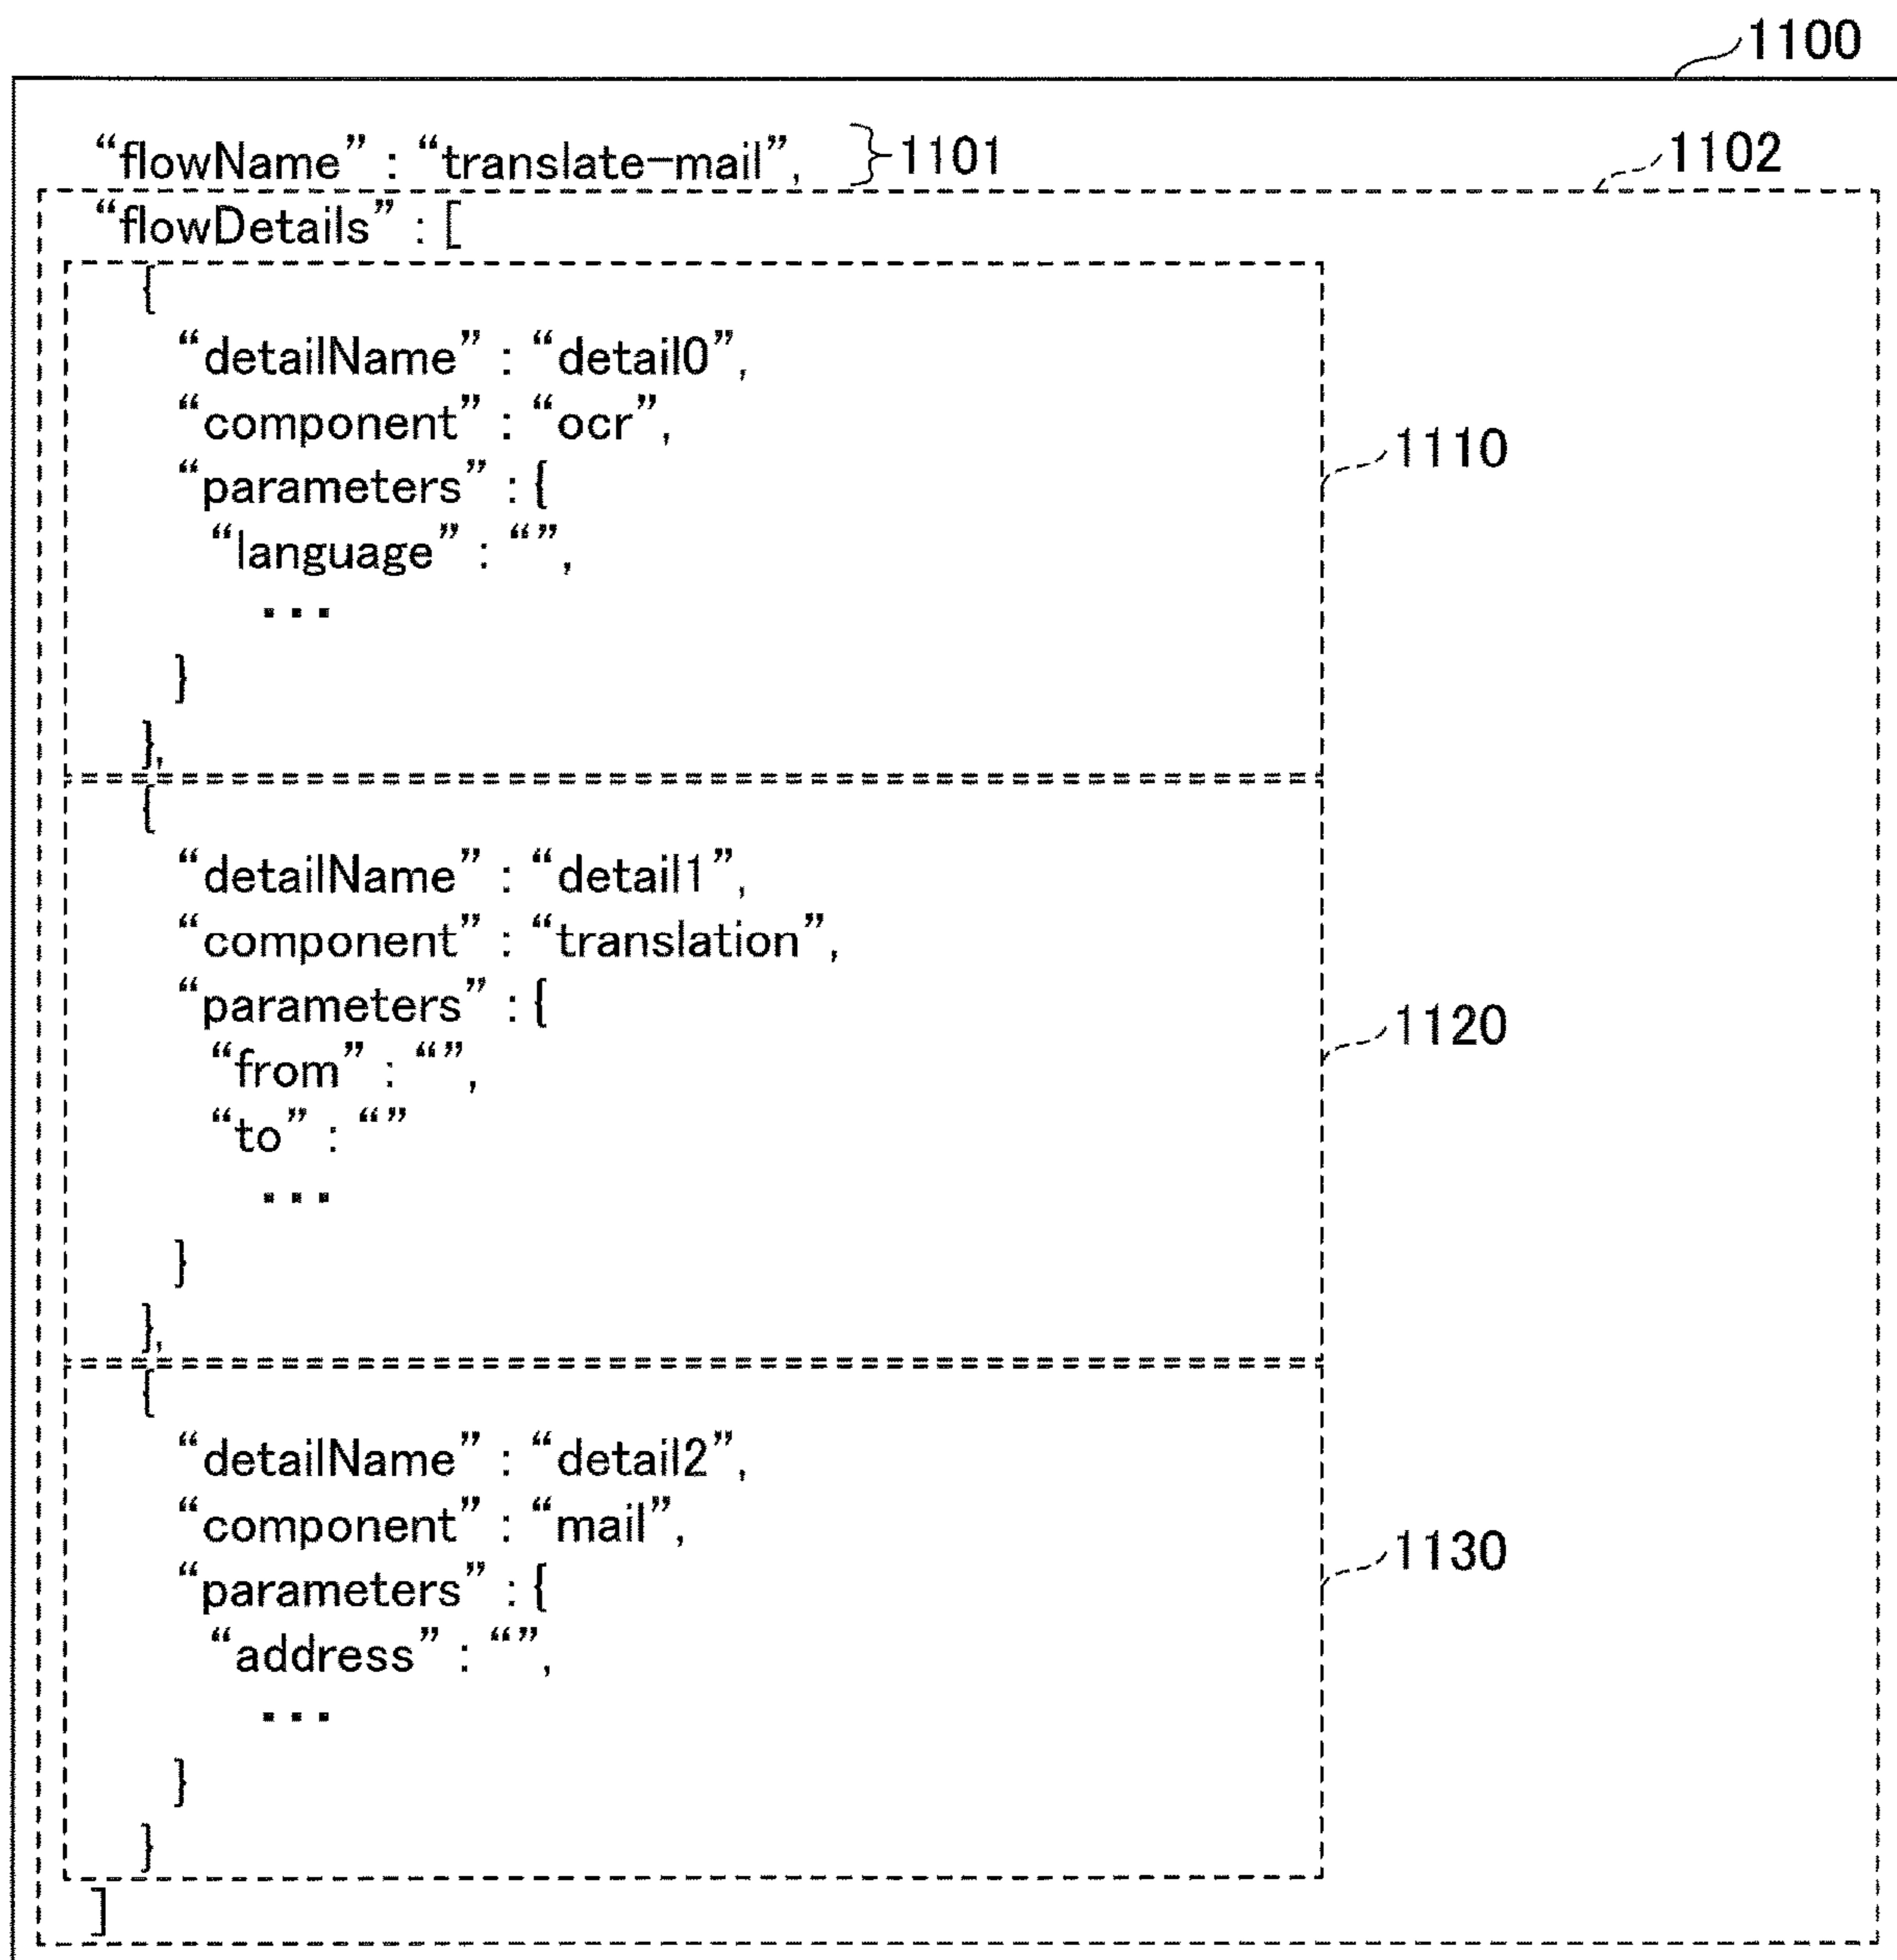 1100
“flowName” : “translate-mail”, 1101
1102
“flowDetails” : [
{
“detailName” : “detail0”,
“component” : “ocr”,
“parameters” : {
1110
“language” : “”,
...
}
},
{
“detailName” : “detail1”,
“component” : “translation”,
“parameters” : {
1120
“from” : “”,
“to” : “”
...
}
},
{
“detailName” : “detail2”,
“component” : “mail”,
1130
“parameters” : {
“address” : “”,
...
}
}
]